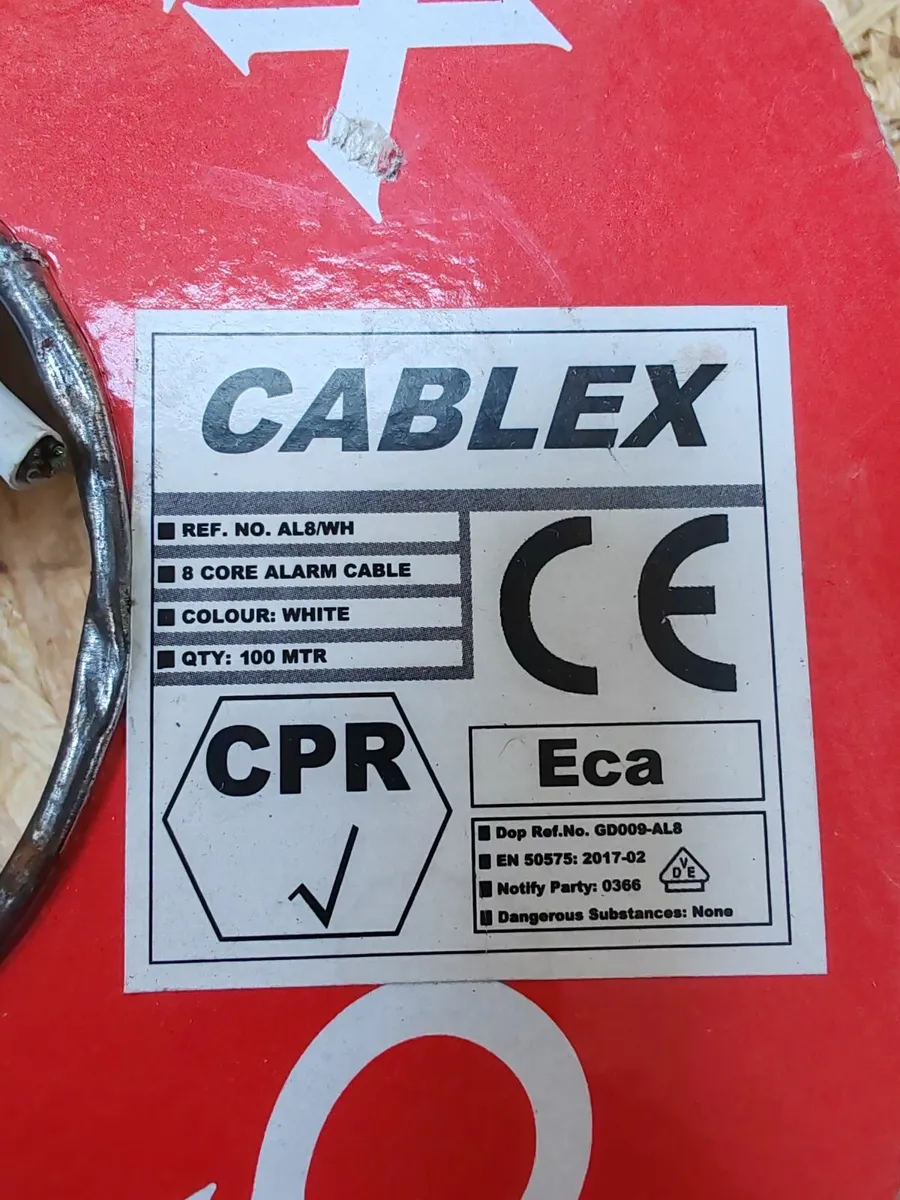 CABLEX
REF. NO. AL8/WH
8 CORE ALARM CABLE
COLOUR: WHITE
QTY: 100 MTR
CE
CPR
Eca
Dop Ref.No. GD009-AL8
EN 50575: 2017-02
Notify Party: 0366
VDE
Dangerous Substances: None